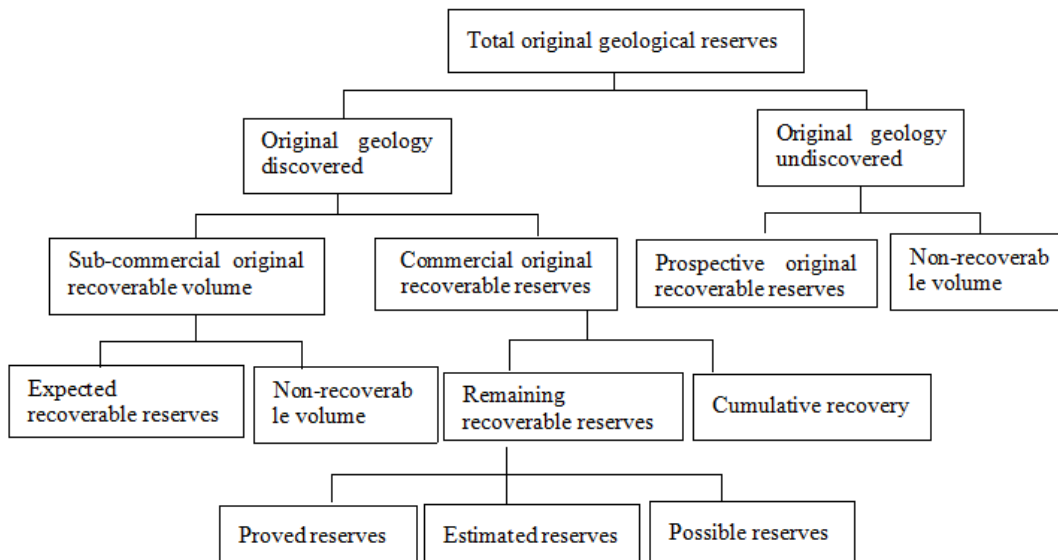 Total original geological reserves
Original geology
discovered
Original geology
undiscovered
Sub-commercial original
recoverable volume
Commercial original
recoverable reserves
Prospective original
recoverable reserves
Non-recoverab
le volume
Expected
recoverable reserves
Non-recoverab
le volume
Remaining
recoverable reserves
Cumulative recovery
Proved reserves
Estimated reserves
Possible reserves